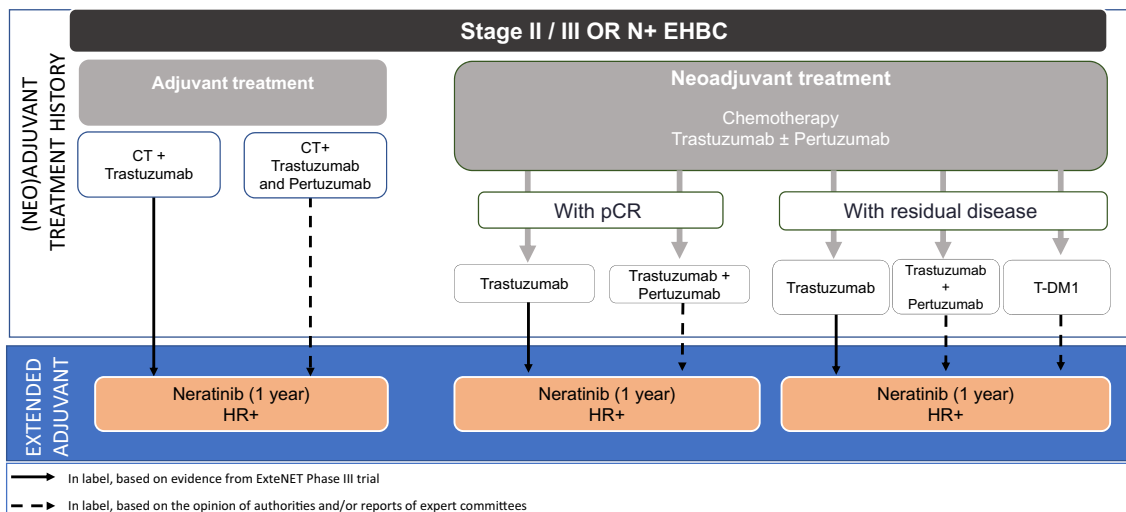 Stage II / III OR N+ EHBC
(NEO)ADJUVANT
TREATMENT HISTORY
Adjuvant treatment
CT +
Trastuzumab
CT+
Trastuzumab
and Pertuzumab
Neoadjuvant treatment
Chemotherapy
Trastuzumab ± Pertuzumab
With pCR
With residual disease
Trastuzumab
Trastuzumab +
Pertuzumab
Trastuzumab
Trastuzumab
+
Pertuzumab
T-DM1
EXTENDED
ADJUVANT
Neratinib (1 year)
HR+
Neratinib (1 year)
HR+
Neratinib (1 year)
HR+
In label, based on evidence from ExteNET Phase III trial
In label, based on the opinion of authorities and/or reports of expert committees